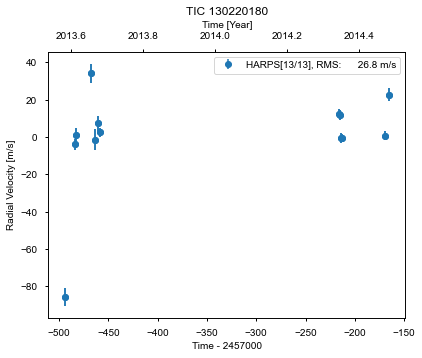 TIC 130220180
Time [Year]
2013.6 2013.8 2014.0 2014.2 2014.4
HARPS[13/13], RMS: 26.8 m/s
Radial Velocity [m/s]
40
20
0
−20
−40
−60
−80
−500 −450 −400 −350 −300 −250 −200 −150
Time - 2457000